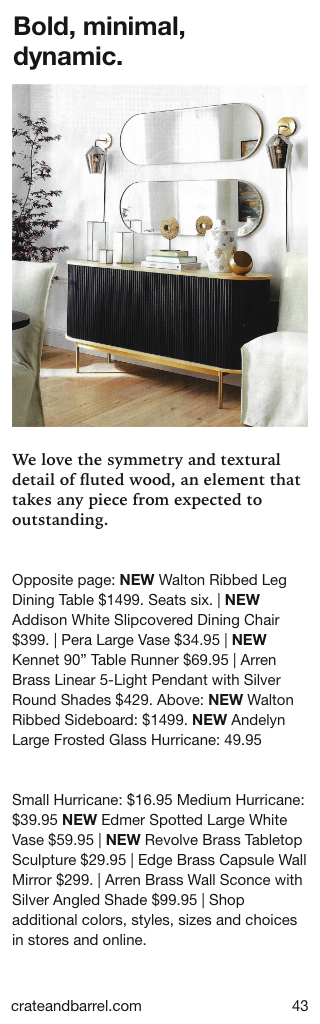 Bold, minimal,
dynamic.
We love the symmetry and textural
detail of fluted wood, an element that
takes any piece from expected to
outstanding.
Opposite page: NEW Walton Ribbed Leg
Dining Table $1499. Seats six. | NEW
Addison White Slipcovered Dining Chair
$399. | Pera Large Vase $34.95 | NEW
Kennet 90” Table Runner $69.95 | Arren
Brass Linear 5-Light Pendant with Silver
Round Shades $429. Above: NEW Walton
Ribbed Sideboard: $1499. NEW Andelyn
Large Frosted Glass Hurricane: 49.95
Small Hurricane: $16.95 Medium Hurricane:
$39.95 NEW Edmer Spotted Large White
Vase $59.95 | NEW Revolve Brass Tabletop
Sculpture $29.95 | Edge Brass Capsule Wall
Mirror $299. | Arren Brass Wall Sconce with
Silver Angled Shade $99.95 | Shop
additional colors, styles, sizes and choices
in stores and online.
crateandbarrel.com 43